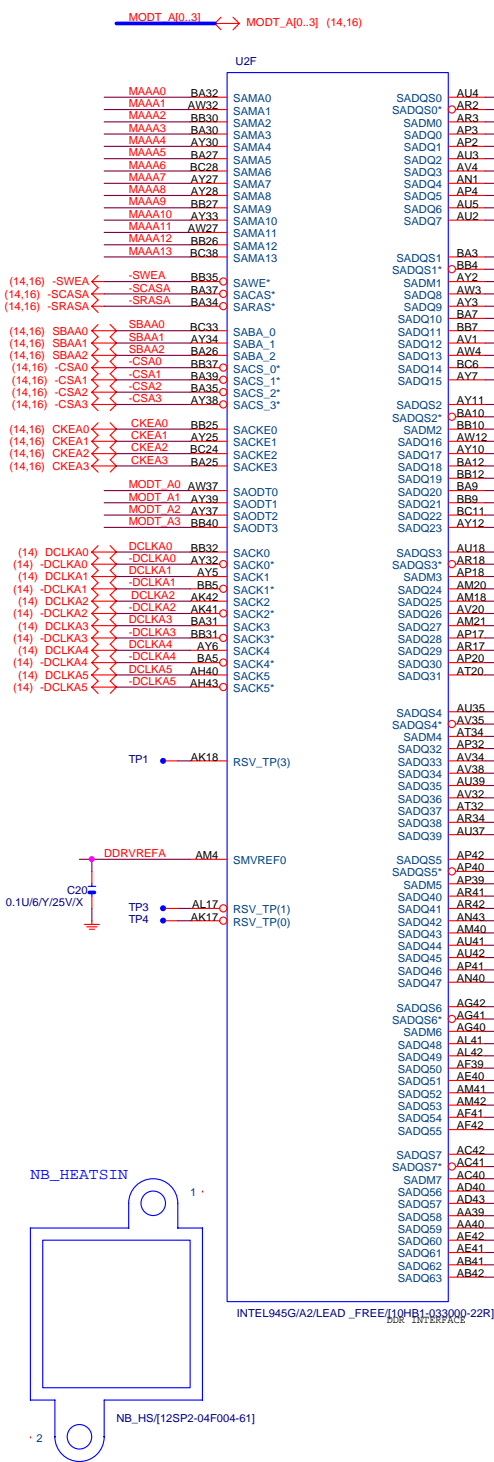 MODT_A[0..3] MODT_A[0..3] (14,16)
U2F
MAAA0 BA32 SAMA0
MAAA1 AW32 SAMA1
MAAA2 BB30 SAMA2
MAAA3 BA30 SAMA3
MAAA4 AY30 SAMA4
MAAA5 BA27 SAMA5
MAAA6 BC28 SAMA6
MAAA7 AY27 SAMA7
MAAA8 AY28 SAMA8
MAAA9 BB27 SAMA9
MAAA10 AY33 SAMA10
MAAA11 AW27 SAMA11
MAAA12 BB26 SAMA12
MAAA13 BC38 SAMA13
(14,16) -SWEA -SWEA BB35 SAWE*
(14,16) -SCASA -SCASA BA37 SACAS*
(14,16) -SRASA -SRASA BA34 SARAS*
(14,16) SBAA0 SBAA0 BC33 SABA_0
(14,16) SBAA1 SBAA1 AY34 SABA_1
(14,16) SBAA2 SBAA2 BA26 SABA_2
(14,16) -CSA0 -CSA0 BB37 SACS_0*
(14,16) -CSA1 -CSA1 BA39 SACS_1*
(14,16) -CSA2 -CSA2 BA35 SACS_2*
(14,16) -CSA3 -CSA3 AY38 SACS_3*
(14,16) CKEA0 CKEA0 BB25 SACKE0
(14,16) CKEA1 CKEA1 AY25 SACKE1
(14,16) CKEA2 CKEA2 BC24 SACKE2
(14,16) CKEA3 CKEA3 BA25 SACKE3
MODT_A0 AW37 SAODT0
MODT_A1 AY39 SAODT1
MODT_A2 AY37 SAODT2
MODT_A3 BB40 SAODT3
(14) DCLKA0 DCLKA0 BB32 SACK0
(14) -DCLKA0 -DCLKA0 AY32 SACK0*
(14) DCLKA1 DCLKA1 AY5 SACK1
(14) -DCLKA1 -DCLKA1 BB5 SACK1*
(14) DCLKA2 DCLKA2 AK42 SACK2
(14) -DCLKA2 -DCLKA2 AK41 SACK2*
(14) DCLKA3 DCLKA3 BA31 SACK3
(14) -DCLKA3 -DCLKA3 BB31 SACK3*
(14) DCLKA4 DCLKA4 AY6 SACK4
(14) -DCLKA4 -DCLKA4 BA5 SACK4*
(14) DCLKA5 DCLKA5 AH40 SACK5
(14) -DCLKA5 -DCLKA5 AH43 SACK5*
TP1 AK18 RSV_TP(3)
DDRVREFA AM4 SMVREF0
C20
0.1U/6/Y/25V/X
TP3 AL17 RSV_TP(1)
TP4 AK17 RSV_TP(0)
SADQS0 AU4
SADQS0* AR2
SADM0 AR3
SADQ0 AP3
SADQ1 AP2
SADQ2 AU3
SADQ3 AV4
SADQ4 AN1
SADQ5 AP4
SADQ6 AU5
SADQ7 AU2
SADQS1 BA3
SADQS1* BB4
SADM1 AY2
SADQ8 AW3
SADQ9 AY3
SADQ10 BA7
SADQ11 BB7
SADQ12 AV1
SADQ13 AW4
SADQ14 BC6
SADQ15 AY7
SADQS2 AY11
SADQS2* BA10
SADM2 BB10
SADQ16 AW12
SADQ17 AY10
SADQ18 BA12
SADQ19 BB12
SADQ20 BA9
SADQ21 BB9
SADQ22 BC11
SADQ23 AY12
SADQS3 AU18
SADQS3* AR18
SADM3 AP18
SADQ24 AM20
SADQ25 AM18
SADQ26 AV20
SADQ27 AM21
SADQ28 AP17
SADQ29 AR17
SADQ30 AP20
SADQ31 AT20
SADQS4 AU35
SADQS4* AV35
SADM4 AT34
SADQ32 AP32
SADQ33 AV34
SADQ34 AV38
SADQ35 AU39
SADQ36 AV32
SADQ37 AT32
SADQ38 AR34
SADQ39 AU37
SADQS5 AP42
SADQS5* AP40
SADM5 AP39
SADQ40 AR41
SADQ41 AR42
SADQ42 AN43
SADQ43 AM40
SADQ44 AU41
SADQ45 AU42
SADQ46 AP41
SADQ47 AN40
SADQS6 AG42
SADQS6* AG41
SADM6 AG40
SADQ48 AL41
SADQ49 AL42
SADQ50 AF39
SADQ51 AE40
SADQ52 AM41
SADQ53 AM42
SADQ54 AF41
SADQ55 AF42
SADQS7 AC42
SADQS7* AC41
SADM7 AC40
SADQ56 AD40
SADQ57 AD43
SADQ58 AA39
SADQ59 AA40
SADQ60 AE42
SADQ61 AE41
SADQ62 AB41
SADQ63 AB42
INTEL945G/A2/LEAD _FREE/[10HB1-033000-22R]
DDR INTERFACE
NB_HEATSIN
1
2
NB_HS/[12SP2-04F004-61]